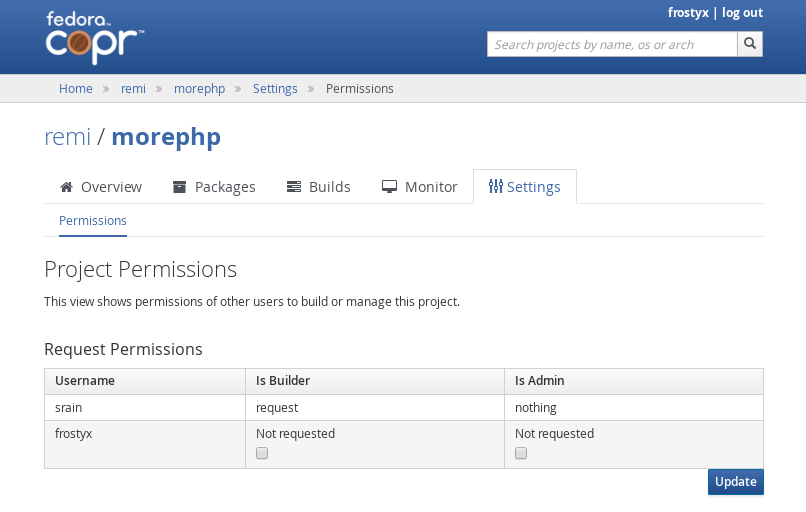 fedora™
frostyx | log out
copr™
Search projects by name, os or arch
Home » remi » morephp » Settings » Permissions
remi / morephp
Overview Packages Builds Monitor Settings
Permissions
Project Permissions
This view shows permissions of other users to build or manage this project.
Request Permissions
Username Is Builder Is Admin
srain request nothing
frostyx Not requested Not requested
Update